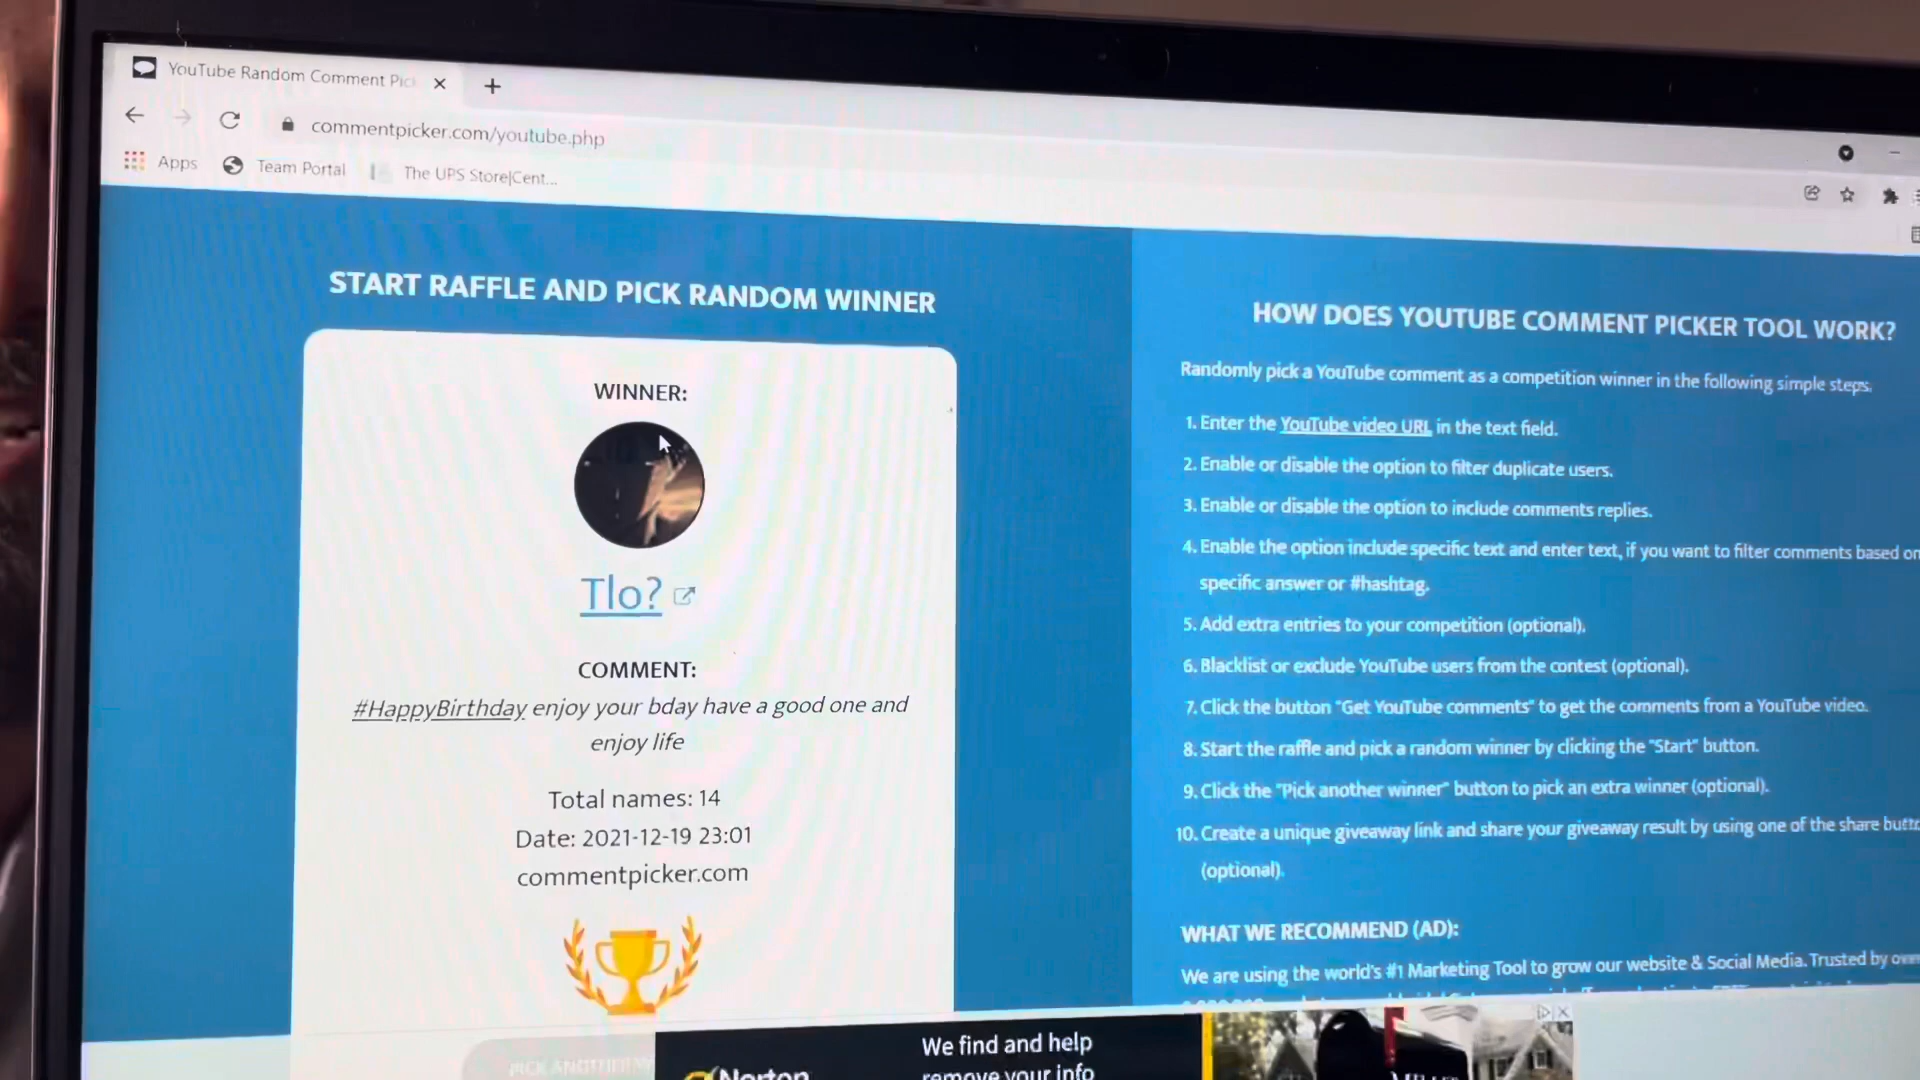 YouTube Random Comment Pic
commentpicker.com/youtube.php
Apps Team Portal The UPS Store|Cent...
START RAFFLE AND PICK RANDOM WINNER
WINNER:
Tlo?
COMMENT:
#HappyBirthday enjoy your bday have a good one and
enjoy life
Total names: 14
Date: 2021-12-19 23:01
commentpicker.com
HOW DOES YOUTUBE COMMENT PICKER TOOL WORK?
Randomly pick a YouTube comment as a competition winner in the following simple steps.
1. Enter the YouTube video URL in the text field.
2. Enable or disable the option to filter duplicate users.
3. Enable or disable the option to include comments replies.
4. Enable the option include specific text and enter text, if you want to filter comments based on
specific answer or #hashtag.
5. Add extra entries to your competition (optional).
6. Blacklist or exclude YouTube users from the contest (optional).
7. Click the button "Get YouTube comments" to get the comments from a YouTube video.
8. Start the raffle and pick a random winner by clicking the "Start" button.
9. Click the "Pick another winner" button to pick an extra winner (optional).
10. Create a unique giveaway link and share your giveaway result by using one of the share butto
(optional).
WHAT WE RECOMMEND (AD):
We are using the world's #1 Marketing Tool to grow our website & Social Media. Trusted by over
PICK ANOTHER
Norton
We find and help
remove your info